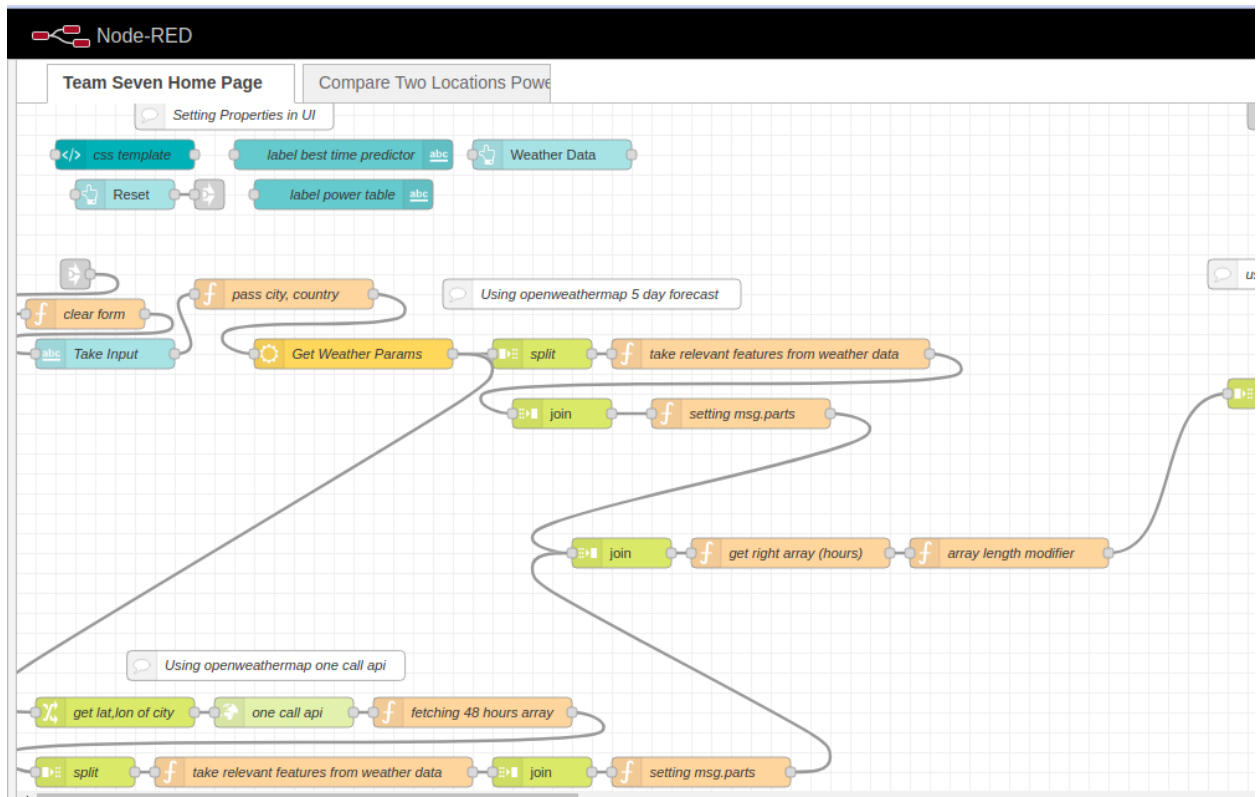 Node-RED
Team Seven Home Page
Compare Two Locations Powe
Setting Properties in UI
</> css template
label best time predictor abc
Weather Data
Reset
label power table abc
pass city, country
Using openweathermap 5 day forecast
us
f clear form
abc Take Input
Get Weather Params
split
f take relevant features from weather data
join
f setting msg.parts
join
f get right array (hours)
f array length modifier
Using openweathermap one call api
get lat,lon of city
one call api
f fetching 48 hours array
split
f take relevant features from weather data
join
f setting msg.parts